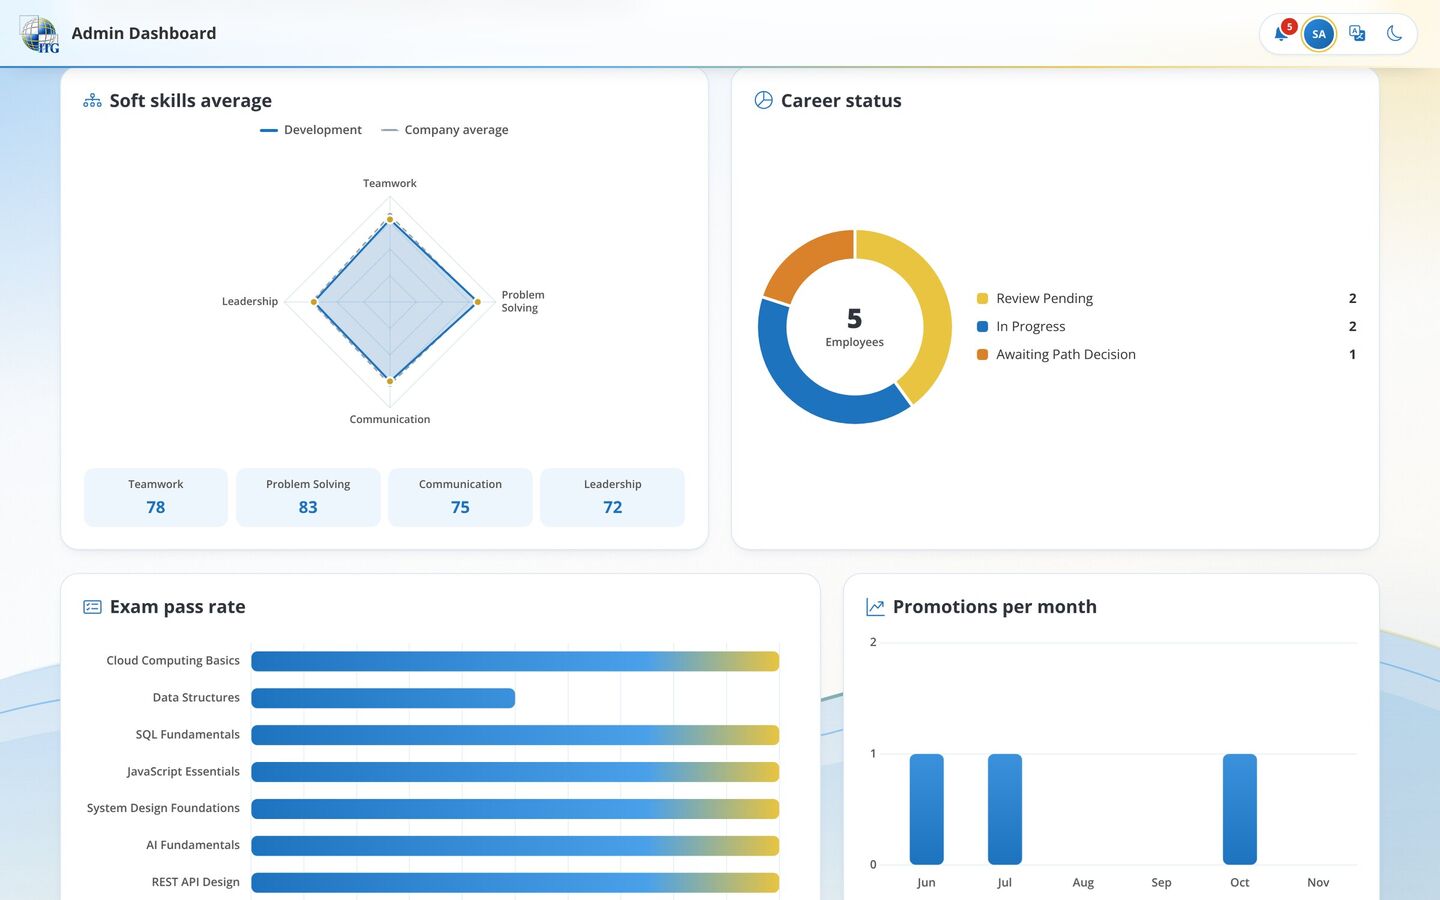 ITG
Admin Dashboard
5
SA
Soft skills average
Development
Company average
Teamwork
Leadership
Problem
Solving
Communication
Teamwork
78
Problem Solving
83
Communication
75
Leadership
72
Career status
5
Employees
Review Pending 2
In Progress 2
Awaiting Path Decision 1
Exam pass rate
Cloud Computing Basics
Data Structures
SQL Fundamentals
JavaScript Essentials
System Design Foundations
AI Fundamentals
REST API Design
Promotions per month
2
1
0
Jun Jul Aug Sep Oct Nov